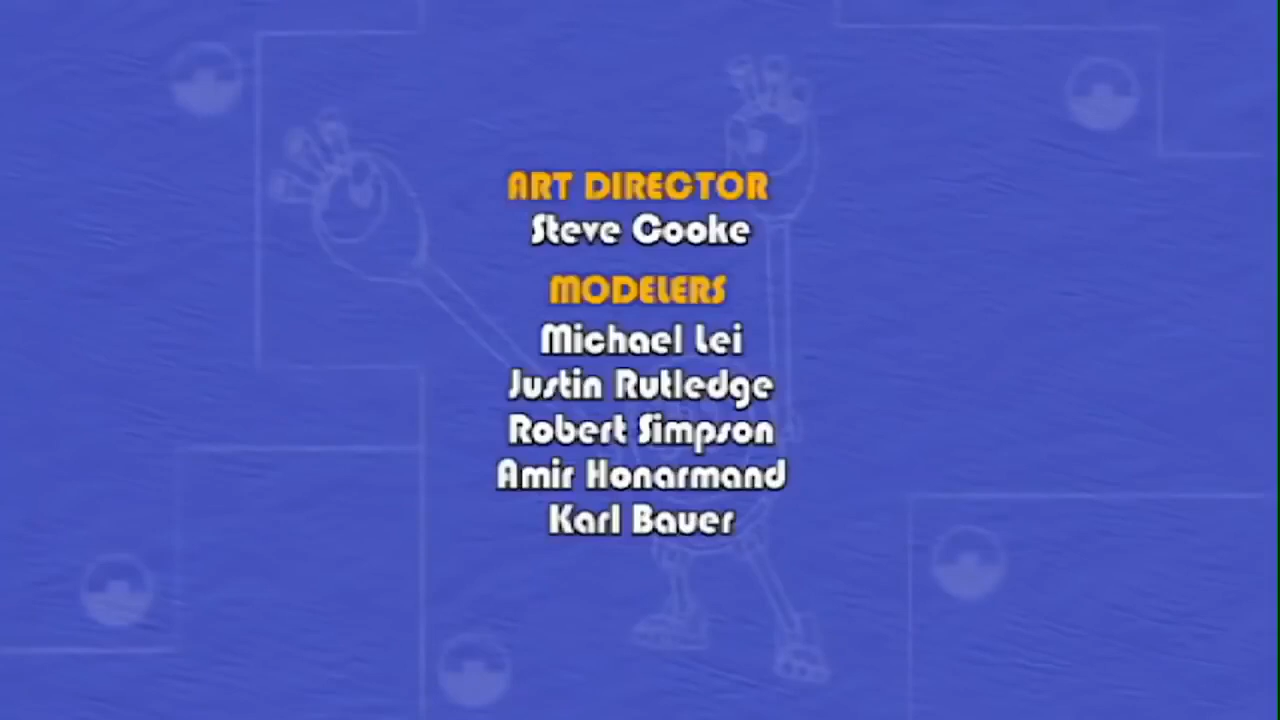 ART DIRECTOR
Steve Cooke
MODELERS
Michael Lei
Justin Rutledge
Robert Simpson
Amir Honarmand
Karl Bauer